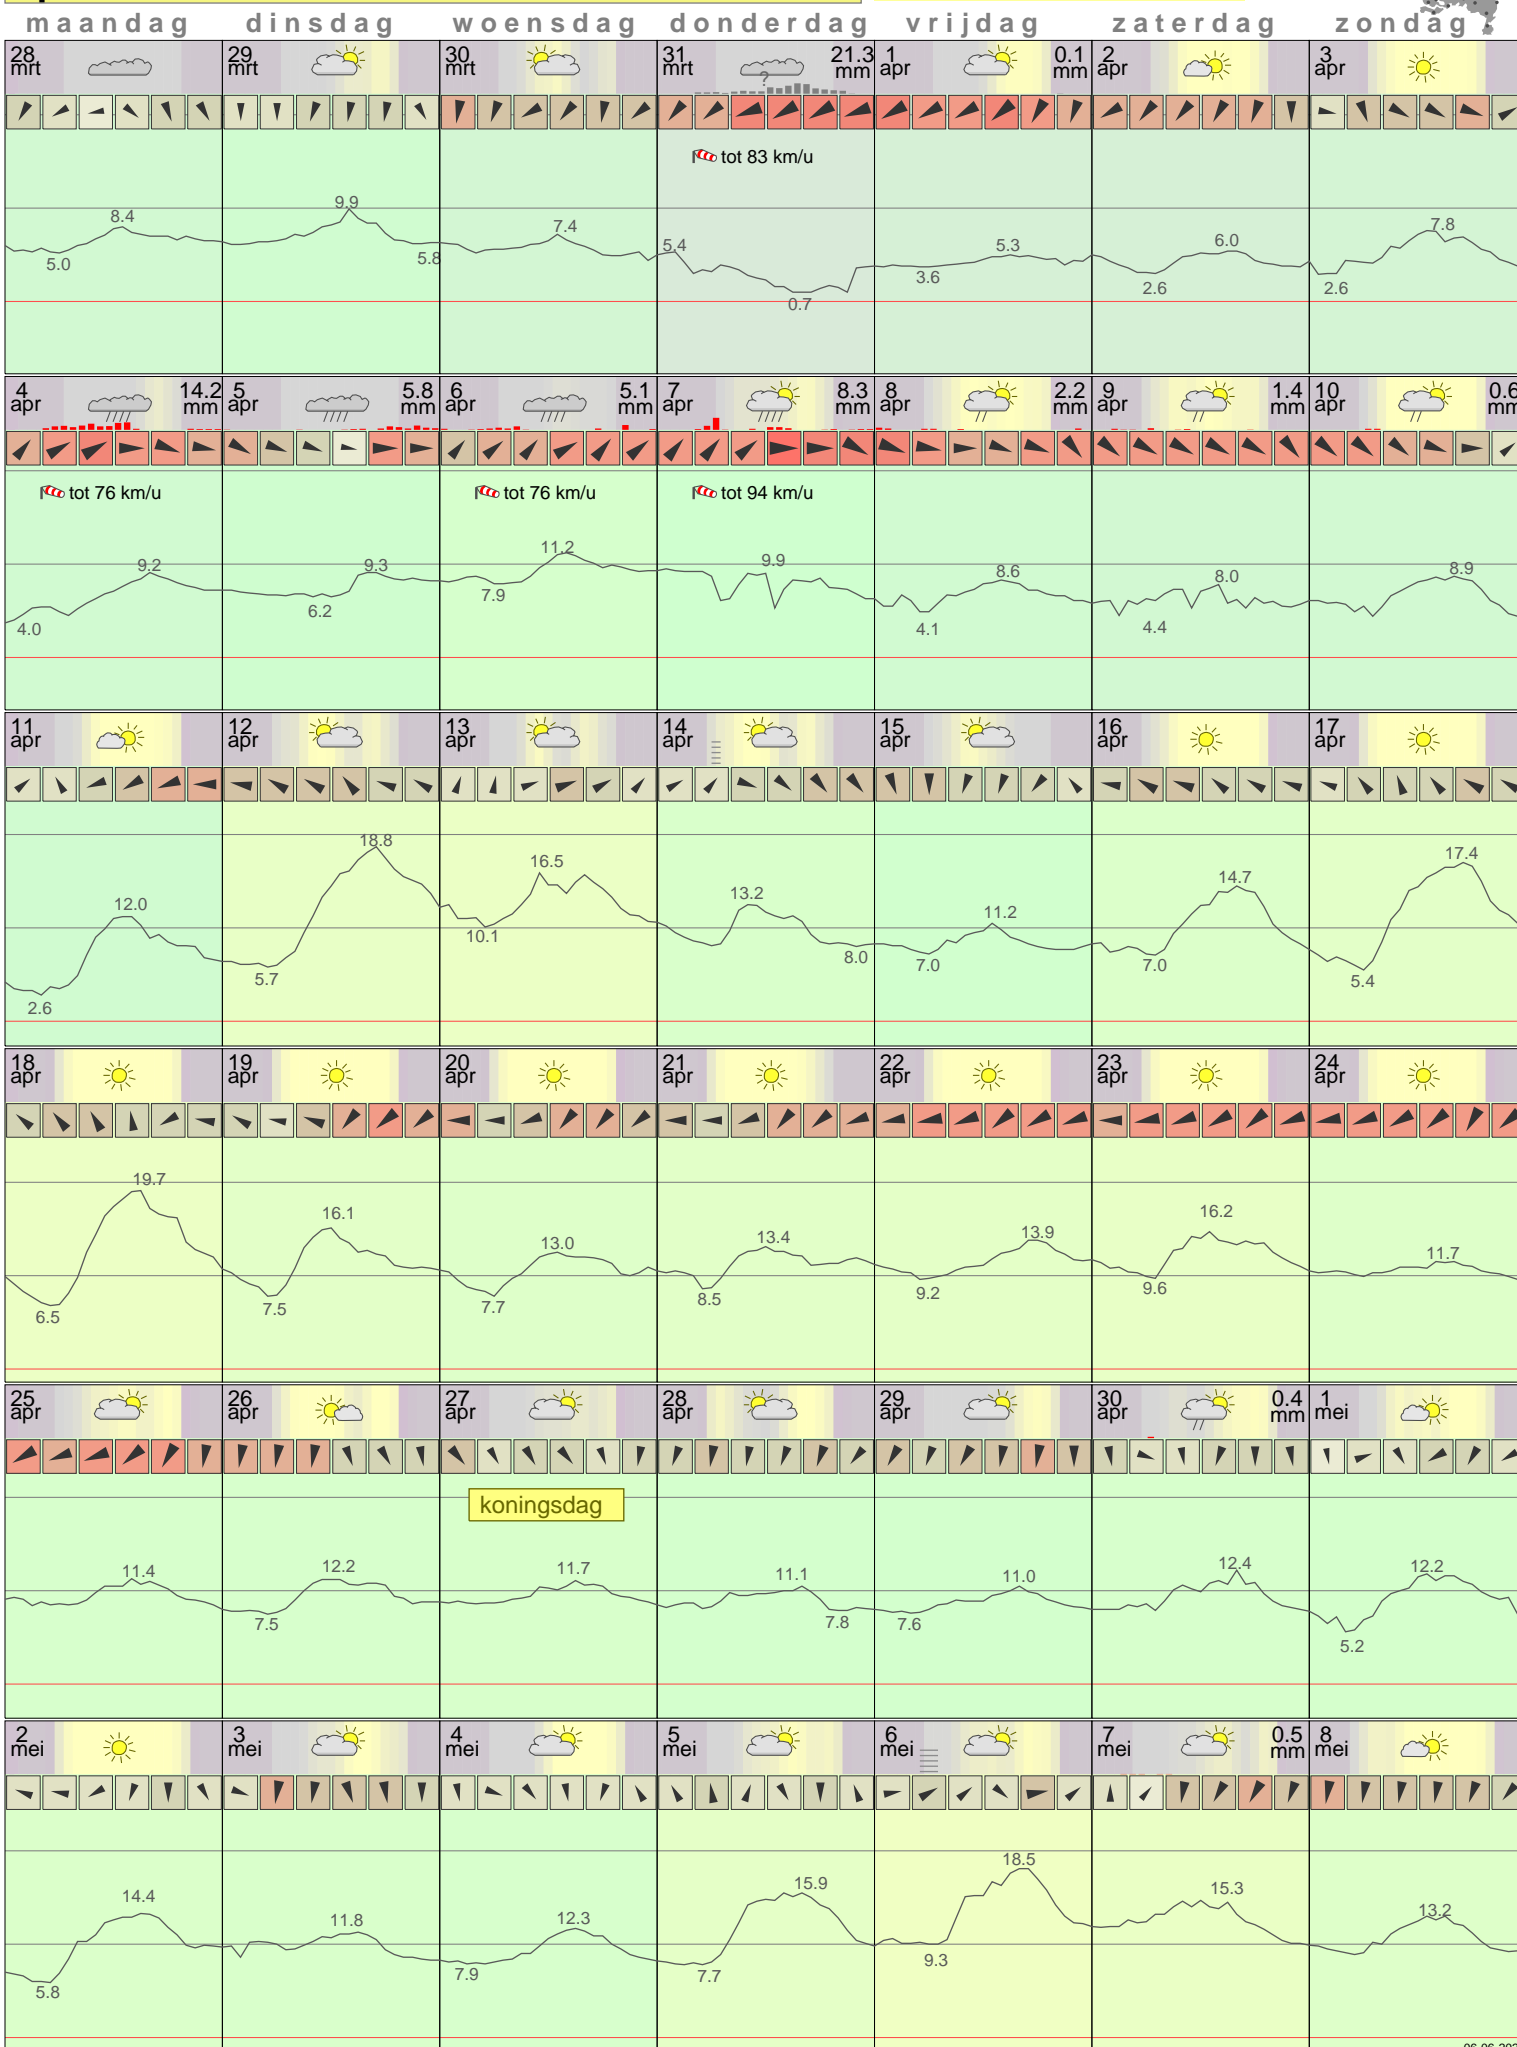 maandag dinsdag woensdag donderdag vrijdag zaterdag zondag
28 29 30 31 21.3 1 0.1 2 3
mrt mrt mrt mrt mm apr mm apr apr
?
tot 83 km/u
8.4 9.9 7.4 5.4 5.3 6.0 7.8
5.0 5.8 0.7 3.6 2.6 2.6
4 14.2 5 5.8 6 5.1 7 8.3 8 2.2 9 1.4 10 0.6
apr mm apr mm apr mm apr mm apr mm apr mm apr mm
tot 76 km/u tot 76 km/u tot 94 km/u
9.2 9.3 11.2 9.9 8.6 8.0 8.9
4.0 6.2 7.9 4.1 4.4
11 12 13 14 15 16 17
apr apr apr apr apr apr apr
12.0 18.8 16.5 13.2 11.2 14.7 17.4
2.6 5.7 10.1 8.0 7.0 7.0 5.4
18 19 20 21 22 23 24
apr apr apr apr apr apr apr
19.7 16.1 13.0 13.4 13.9 16.2 11.7
6.5 7.5 7.7 8.5 9.2 9.6
25 26 27 28 29 30 0.4 1
apr apr apr apr apr apr mm mei
koningsdag
11.4 12.2 11.7 11.1 11.0 12.4 12.2
7.5 7.8 7.6 5.2
2 3 4 5 6 7 0.5 8
mei mei mei mei mei mei mm mei
14.4 11.8 12.3 15.9 18.5 15.3 13.2
5.8 7.9 7.7 9.3